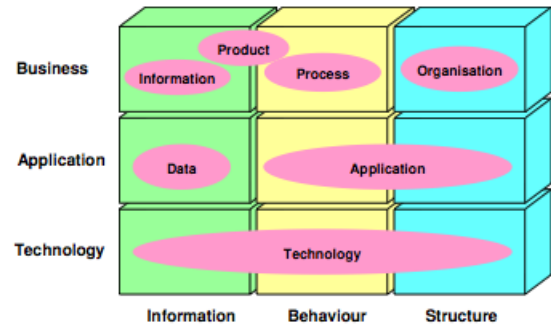 Product
Business
Information
Process
Organisation
Application
Data
Application
Technology
Technology
Information
Behaviour
Structure